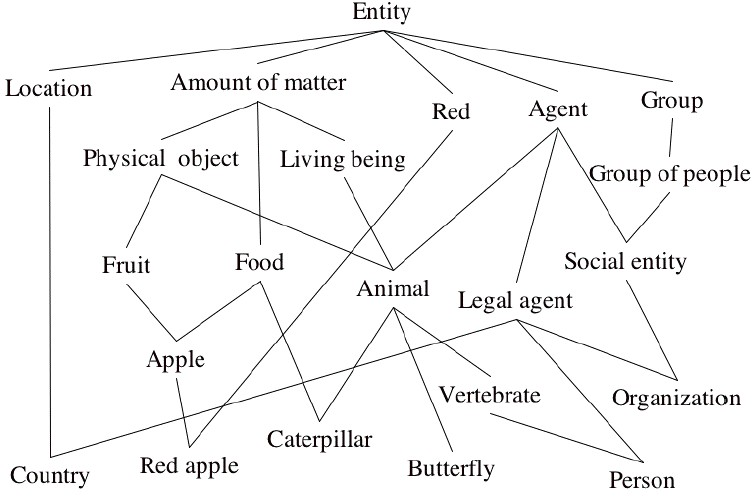 Entity
Location
Amount of matter
Red
Agent
Group
Physical object
Living being
Group of people
Fruit
Food
Animal
Legal agent
Social entity
Apple
Vertebrate
Organization
Country
Red apple
Caterpillar
Butterfly
Person